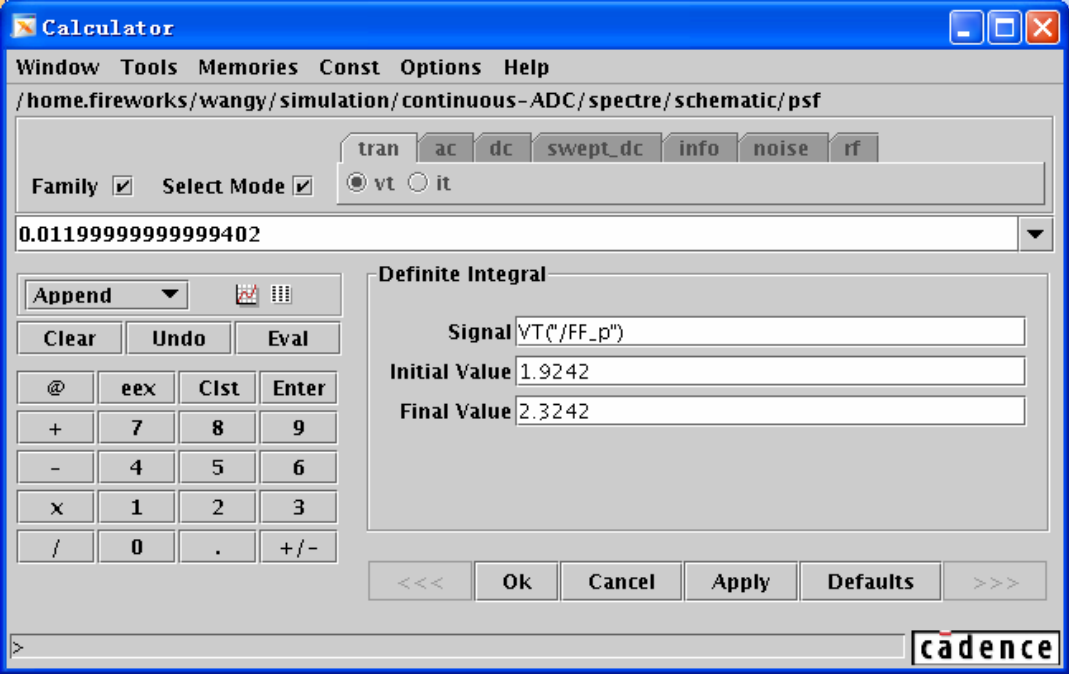 Calculator
Window Tools Memories Const Options Help
/home.fireworks/wangy/simulation/continuous-ADC/spectre/schematic/psf
tran ac dc swept_dc info noise rf
Family Select Mode vt it
0.01199999999999402
Definite Integral
Append
Signal VT("/FF_p")
Clear Undo Eval
Initial Value 1.9242
@ eex Clst Enter
Final Value 2.3242
+ 7 8 9
- 4 5 6
x 1 2 3
/ 0 . +/-
<<< Ok Cancel Apply Defaults >>>
>
cādence